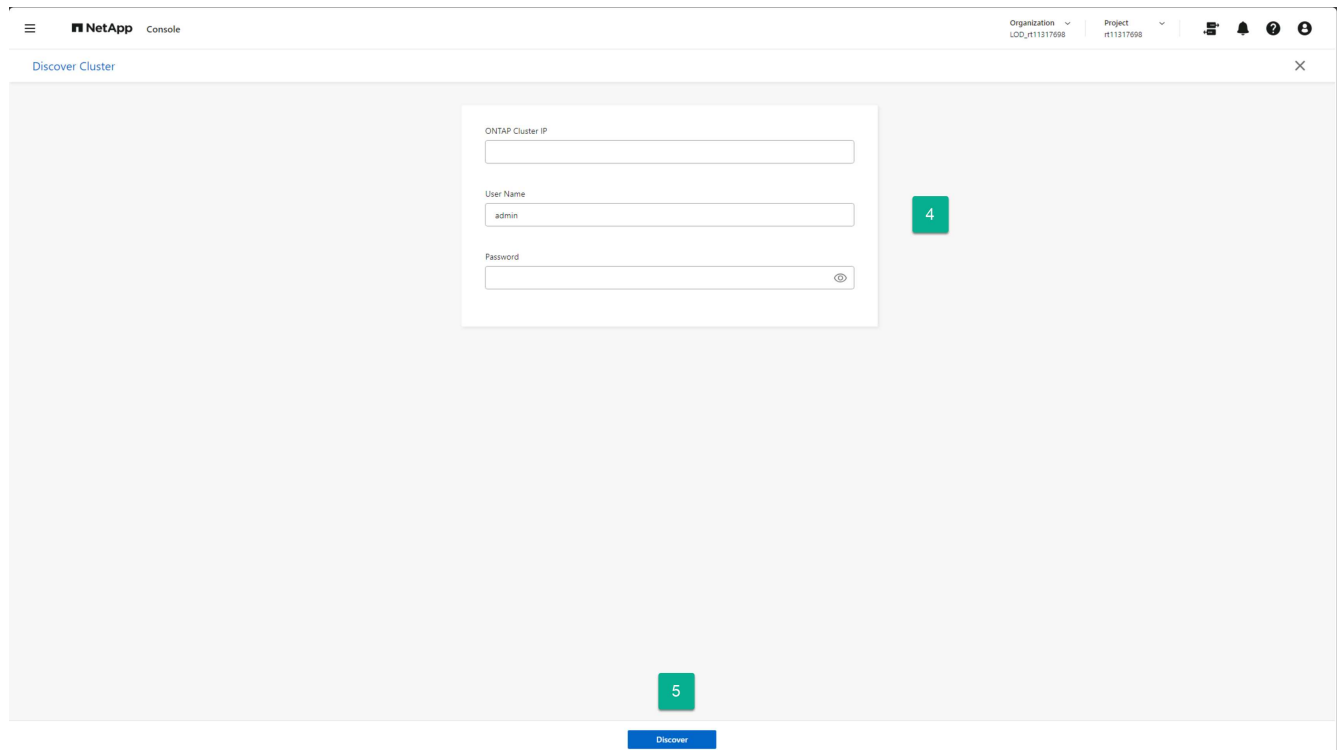 NetApp Console
Organization
LOD_rt11317698
Project
rt11317698
Discover Cluster
ONTAP Cluster IP
User Name
admin
4
Password
5
Discover